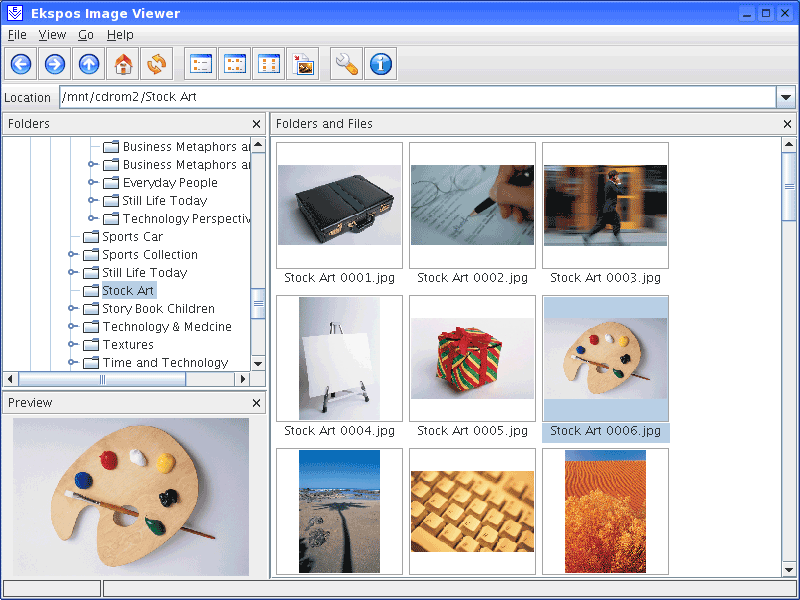 Ekspos Image Viewer
File View Go Help
Location /mnt/cdrom2/Stock Art
Folders
Business Metaphors a
Business Metaphors a
Everyday People
Still Life Today
Technology Perspectiv
Sports Car
Sports Collection
Still Life Today
Stock Art
Story Book Children
Technology & Medcine
Textures
Time and Technology
Preview
Folders and Files
Stock Art 0001.jpg Stock Art 0002.jpg Stock Art 0003.jpg
Stock Art 0004.jpg Stock Art 0005.jpg Stock Art 0006.jpg